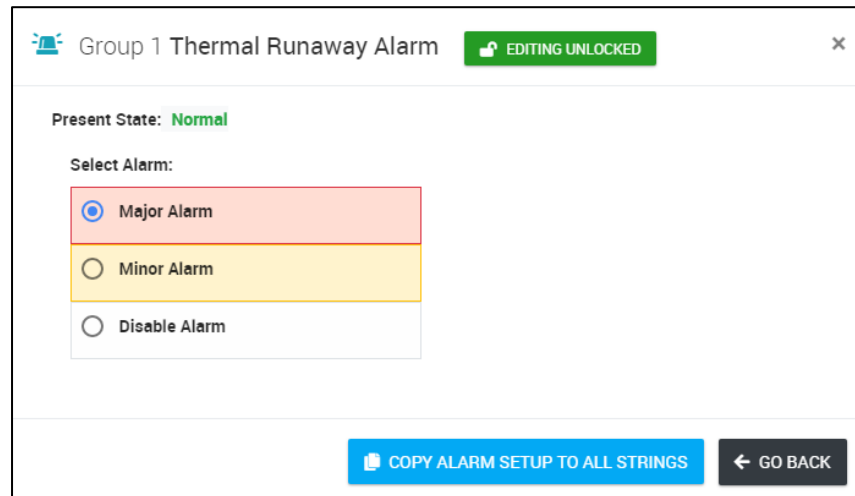 Group 1 Thermal Runaway Alarm EDITING UNLOCKED ×
Present State: Normal
Select Alarm:
Major Alarm
Minor Alarm
Disable Alarm
COPY ALARM SETUP TO ALL STRINGS GO BACK